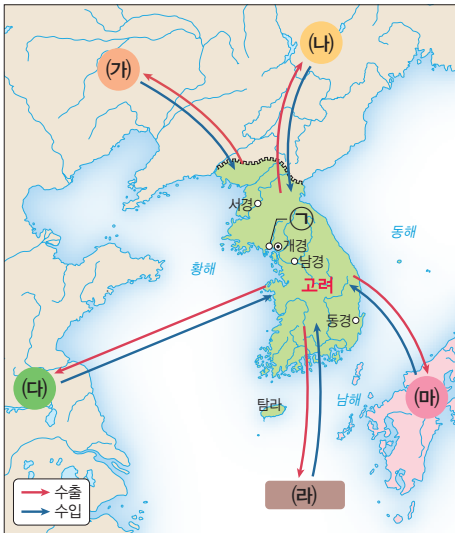 (가)
(나)
서경
㉠
개경
남경
동해
황해
고려
동경
(다)
(마)
탐라
남해
(라)
수출
수입